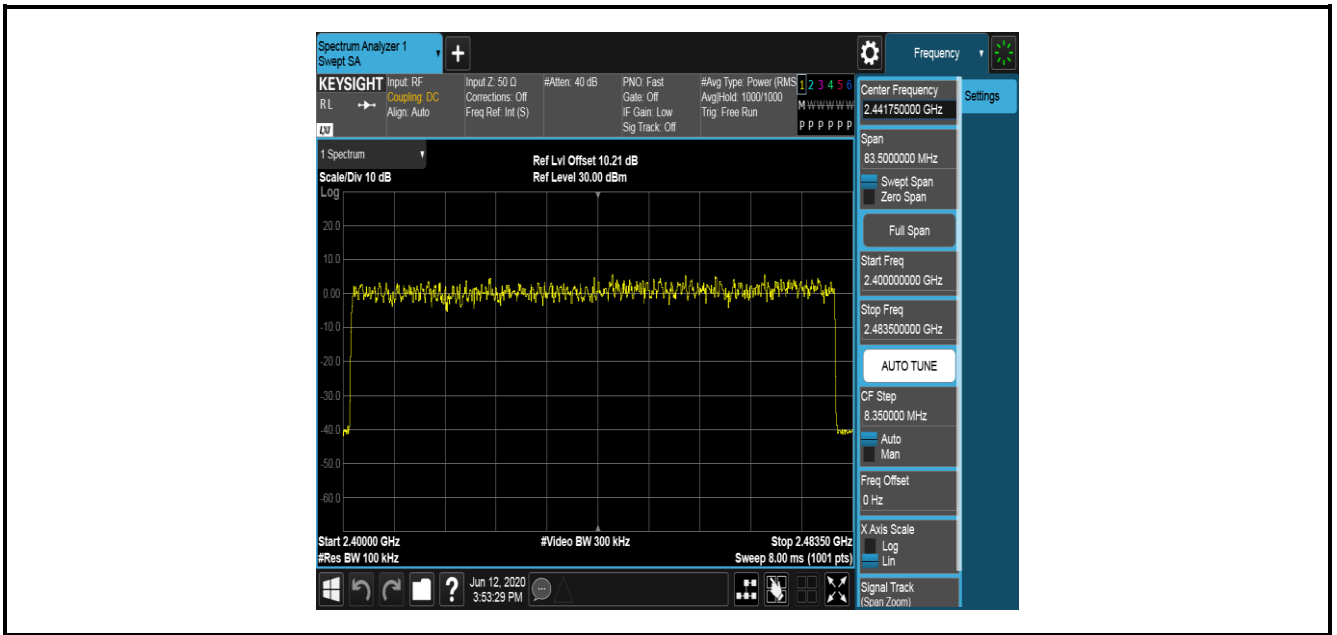 Spectrum Analyzer 1
Swept SA
+
Frequency
KEYSIGHT
RL
LXI
Input: RF
Coupling: DC
Align: Auto
Input Z: 50 Ω
Corrections: Off
Freq Ref: Int (S)
#Atten: 40 dB
PNO: Fast
Gate: Off
IF Gain: Low
Sig Track: Off
#Avg Type: Power (RMS
Avg|Hold: 1000/1000
Trig: Free Run
1 2 3 4 5 6
M W W W W W
P P P P P P
1 Spectrum
Scale/Div 10 dB
Log
Ref Lvl Offset 10.21 dB
Ref Level 30.00 dBm
20.0
10.0
0.00
-10.0
-20.0
-30.0
-40.0
-50.0
-60.0
Start 2.40000 GHz
#Res BW 100 kHz
#Video BW 300 kHz
Stop 2.48350 GHz
Sweep 8.00 ms (1001 pts)
?
Jun 12, 2020
3:53:29 PM
Center Frequency
2.441750000 GHz
Settings
Span
83.5000000 MHz
Swept Span
Zero Span
Full Span
Start Freq
2.400000000 GHz
Stop Freq
2.483500000 GHz
AUTO TUNE
CF Step
8.350000 MHz
Auto
Man
Freq Offset
0 Hz
X Axis Scale
Log
Lin
Signal Track
(Span Zoom)